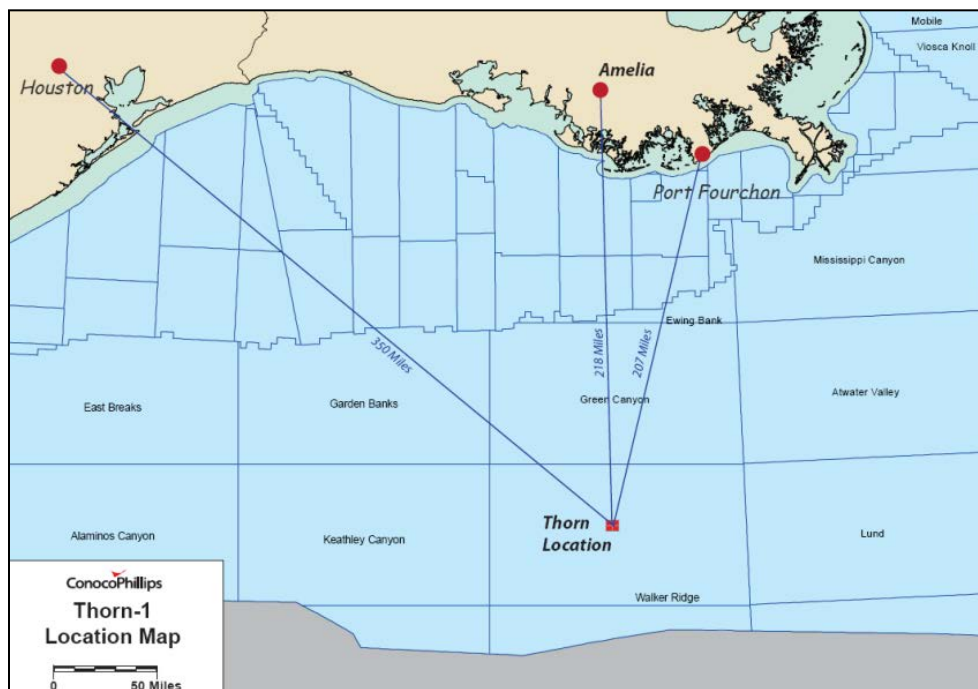 Mobile
Viosca Knoll
Houston
Amelia
Port Fourchon
Mississippi Canyon
Ewing Bank
350 Miles
218 Miles
207 Miles
East Breaks
Garden Banks
Green Canyon
Atwater Valley
Thorn
Location
Alaminos Canyon
Keathley Canyon
Lund
Walker Ridge
ConocoPhillips
Thorn-1
Location Map
0 50 Miles